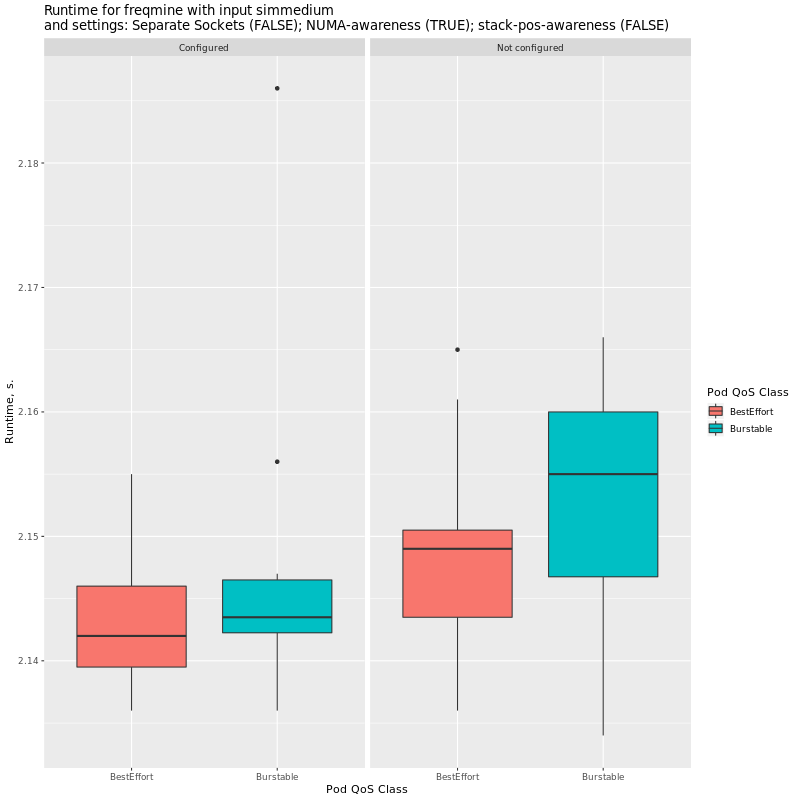 Runtime for freqmine with input simmedium
and settings: Separate Sockets (FALSE); NUMA-awareness (TRUE); stack-pos-awareness (FALSE)
Configured
Not configured
2.18
2.17
2.16
2.15
2.14
Runtime, s.
BestEffort
Burstable
BestEffort
Burstable
Pod QoS Class
Pod QoS Class
BestEffort
Burstable